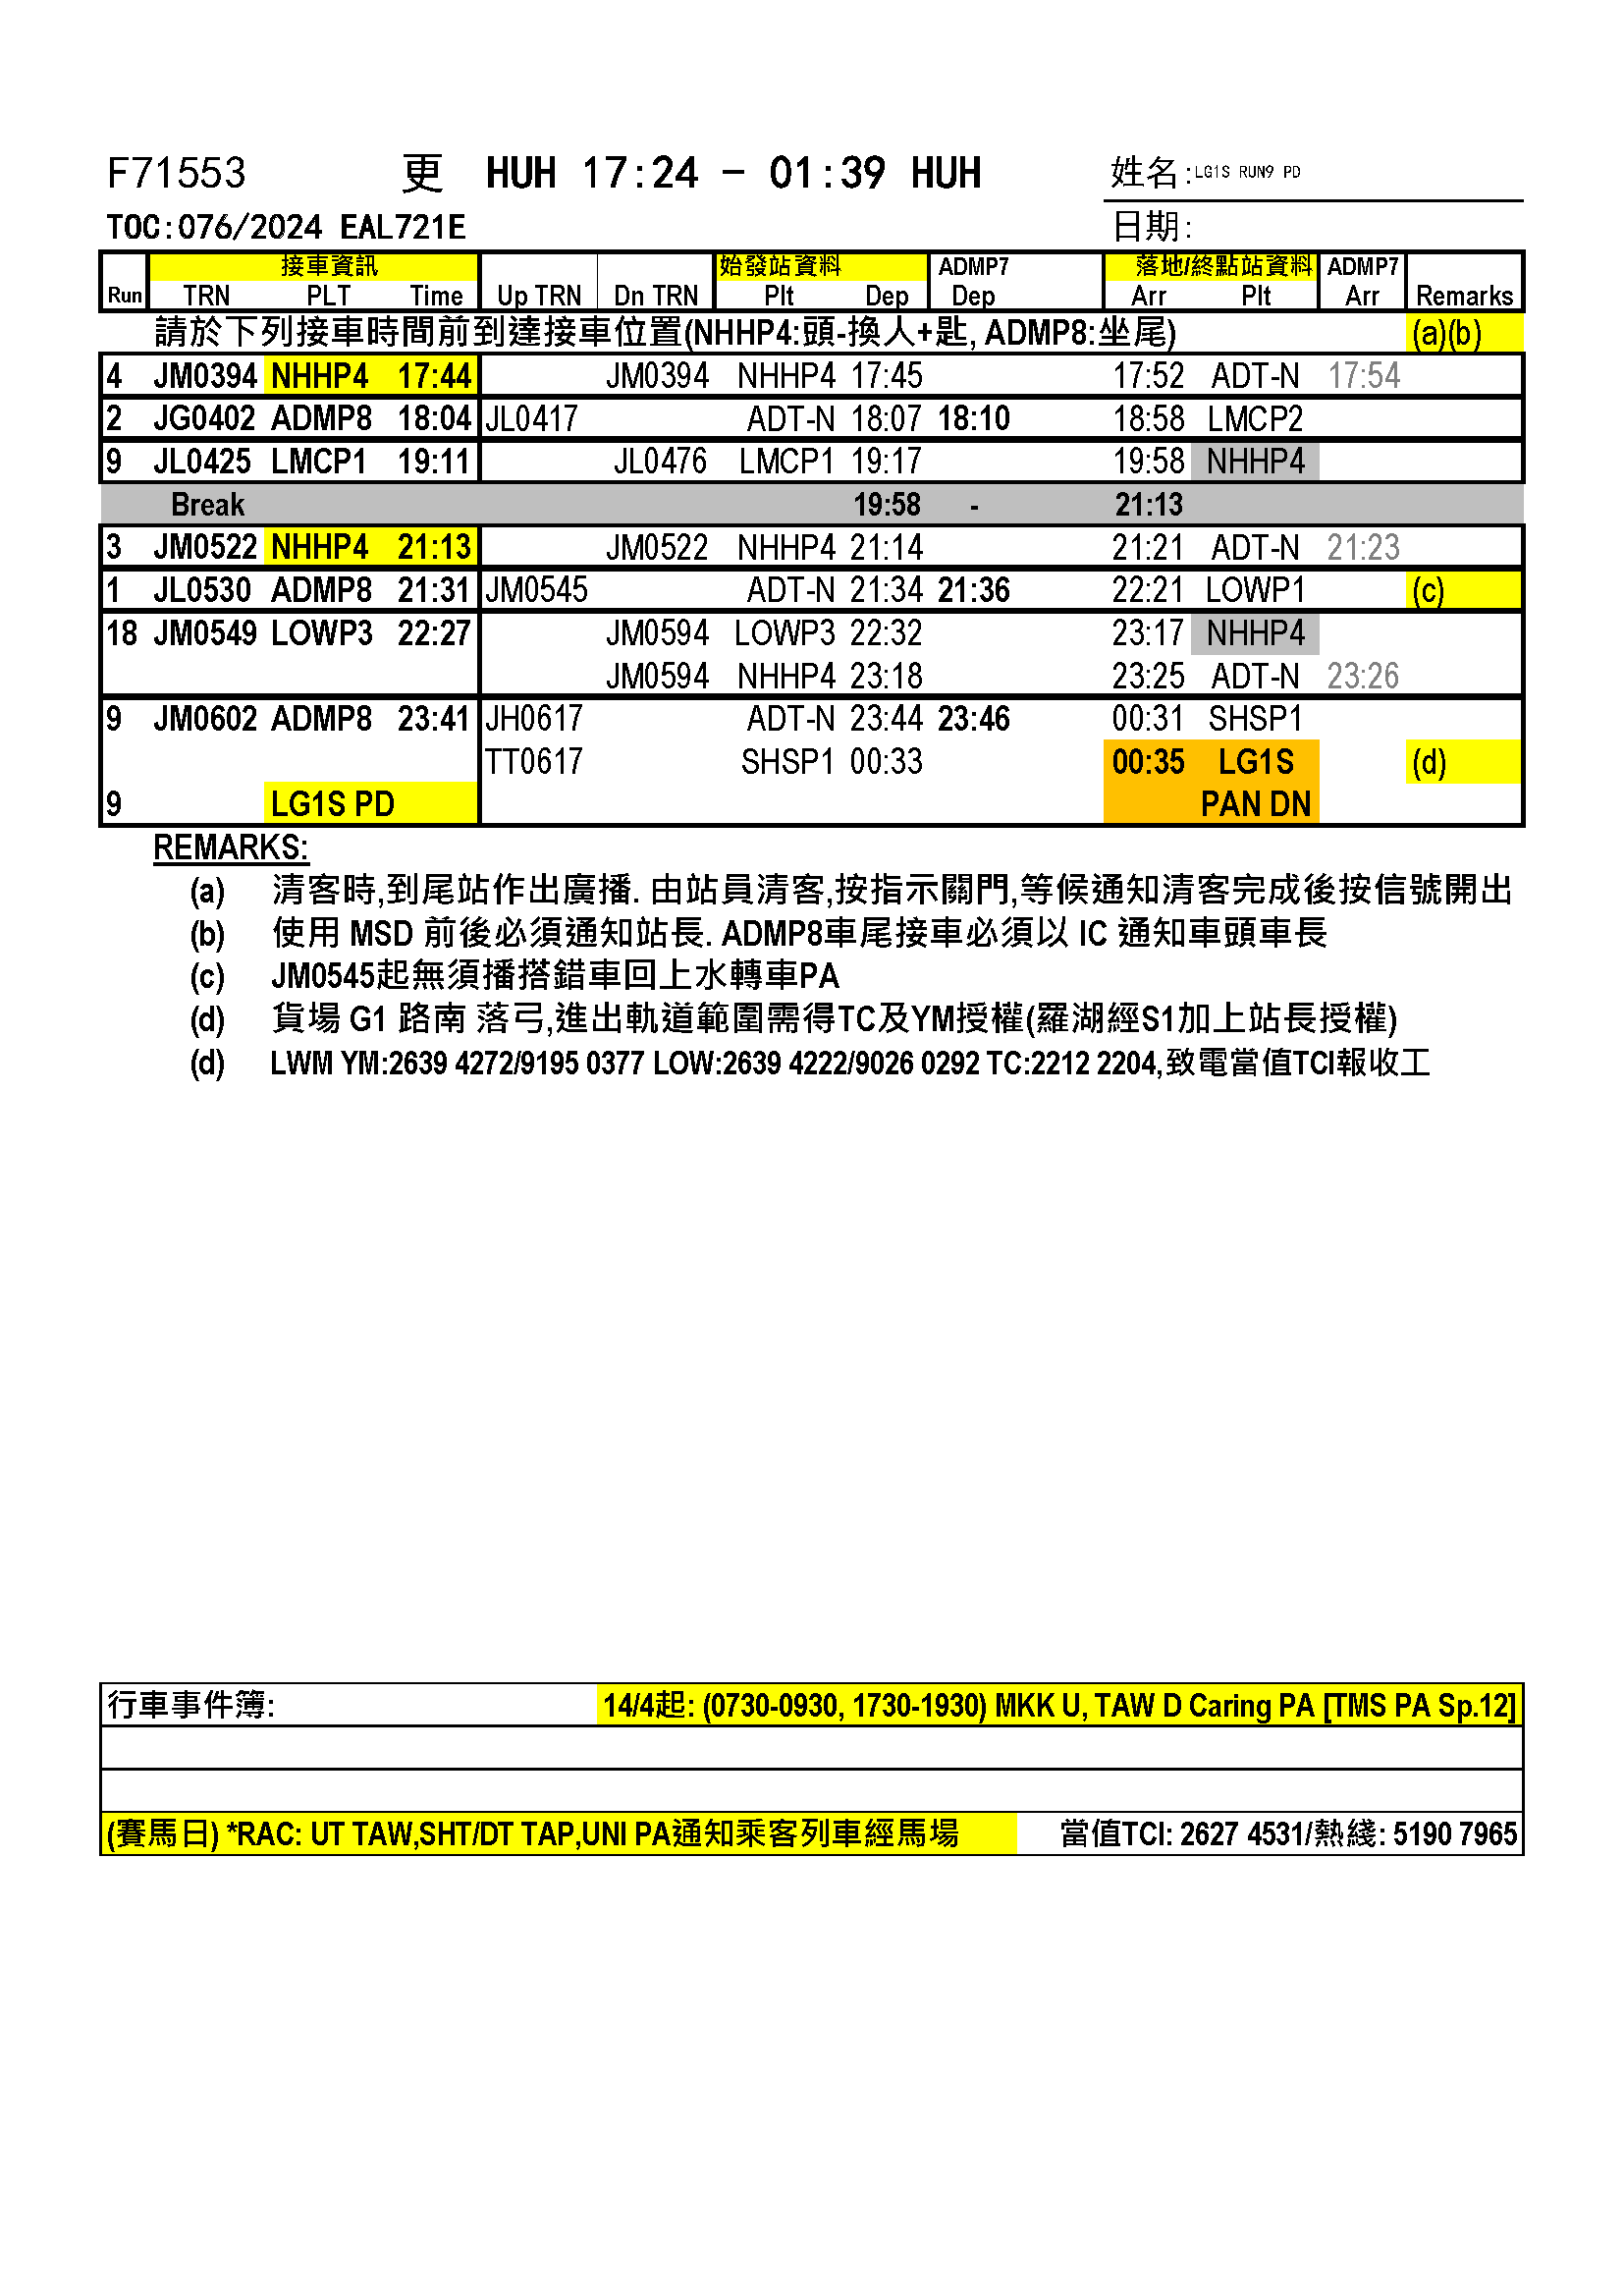 F71553 更 HUH 17:24 - 01:39 HUH 姓名:LG1S RUN9 PD
TOC:076/2024 EAL721E 日期:
接車資訊 始發站資料 ADMP7 落地/終點站資料 ADMP7
Run TRN PLT Time Up TRN Dn TRN Plt Dep Dep Arr Plt Arr Remarks
請於下列接車時間前到達接車位置(NHHP4:頭-換人+匙, ADMP8:坐尾) (a)(b)
4 JM0394 NHHP4 17:44 JM0394 NHHP4 17:45 17:52 ADT-N 17:54
2 JG0402 ADMP8 18:04 JL0417 ADT-N 18:07 18:10 18:58 LMCP2
9 JL0425 LMCP1 19:11 JL0476 LMCP1 19:17 19:58 NHHP4
Break 19:58 - 21:13
3 JM0522 NHHP4 21:13 JM0522 NHHP4 21:14 21:21 ADT-N 21:23
1 JL0530 ADMP8 21:31 JM0545 ADT-N 21:34 21:36 22:21 LOWP1 (c)
18 JM0549 LOWP3 22:27 JM0594 LOWP3 22:32 23:17 NHHP4
JM0594 NHHP4 23:18 23:25 ADT-N 23:26
9 JM0602 ADMP8 23:41 JH0617 ADT-N 23:44 23:46 00:31 SHSP1
TT0617 SHSP1 00:33 00:35 LG1S (d)
9 LG1S PD PAN DN
REMARKS:
(a) 清客時,到尾站作出廣播. 由站員清客,按指示關門,等候通知清客完成後按信號開出
(b) 使用 MSD 前後必須通知站長. ADMP8車尾接車必須以 IC 通知車頭車長
(c) JM0545起無須播搭錯車回上水轉車PA
(d) 貨場 G1 路南 落弓,進出軌道範圍需得TC及YM授權(羅湖經S1加上站長授權)
(d) LWM YM:2639 4272/9195 0377 LOW:2639 4222/9026 0292 TC:2212 2204,致電當值TCI報收工
行車事件簿: 14/4起: (0730-0930, 1730-1930) MKK U, TAW D Caring PA [TMS PA Sp.12]
(賽馬日) *RAC: UT TAW,SHT/DT TAP,UNI PA通知乘客列車經馬場 當值TCI: 2627 4531/熱綫: 5190 7965